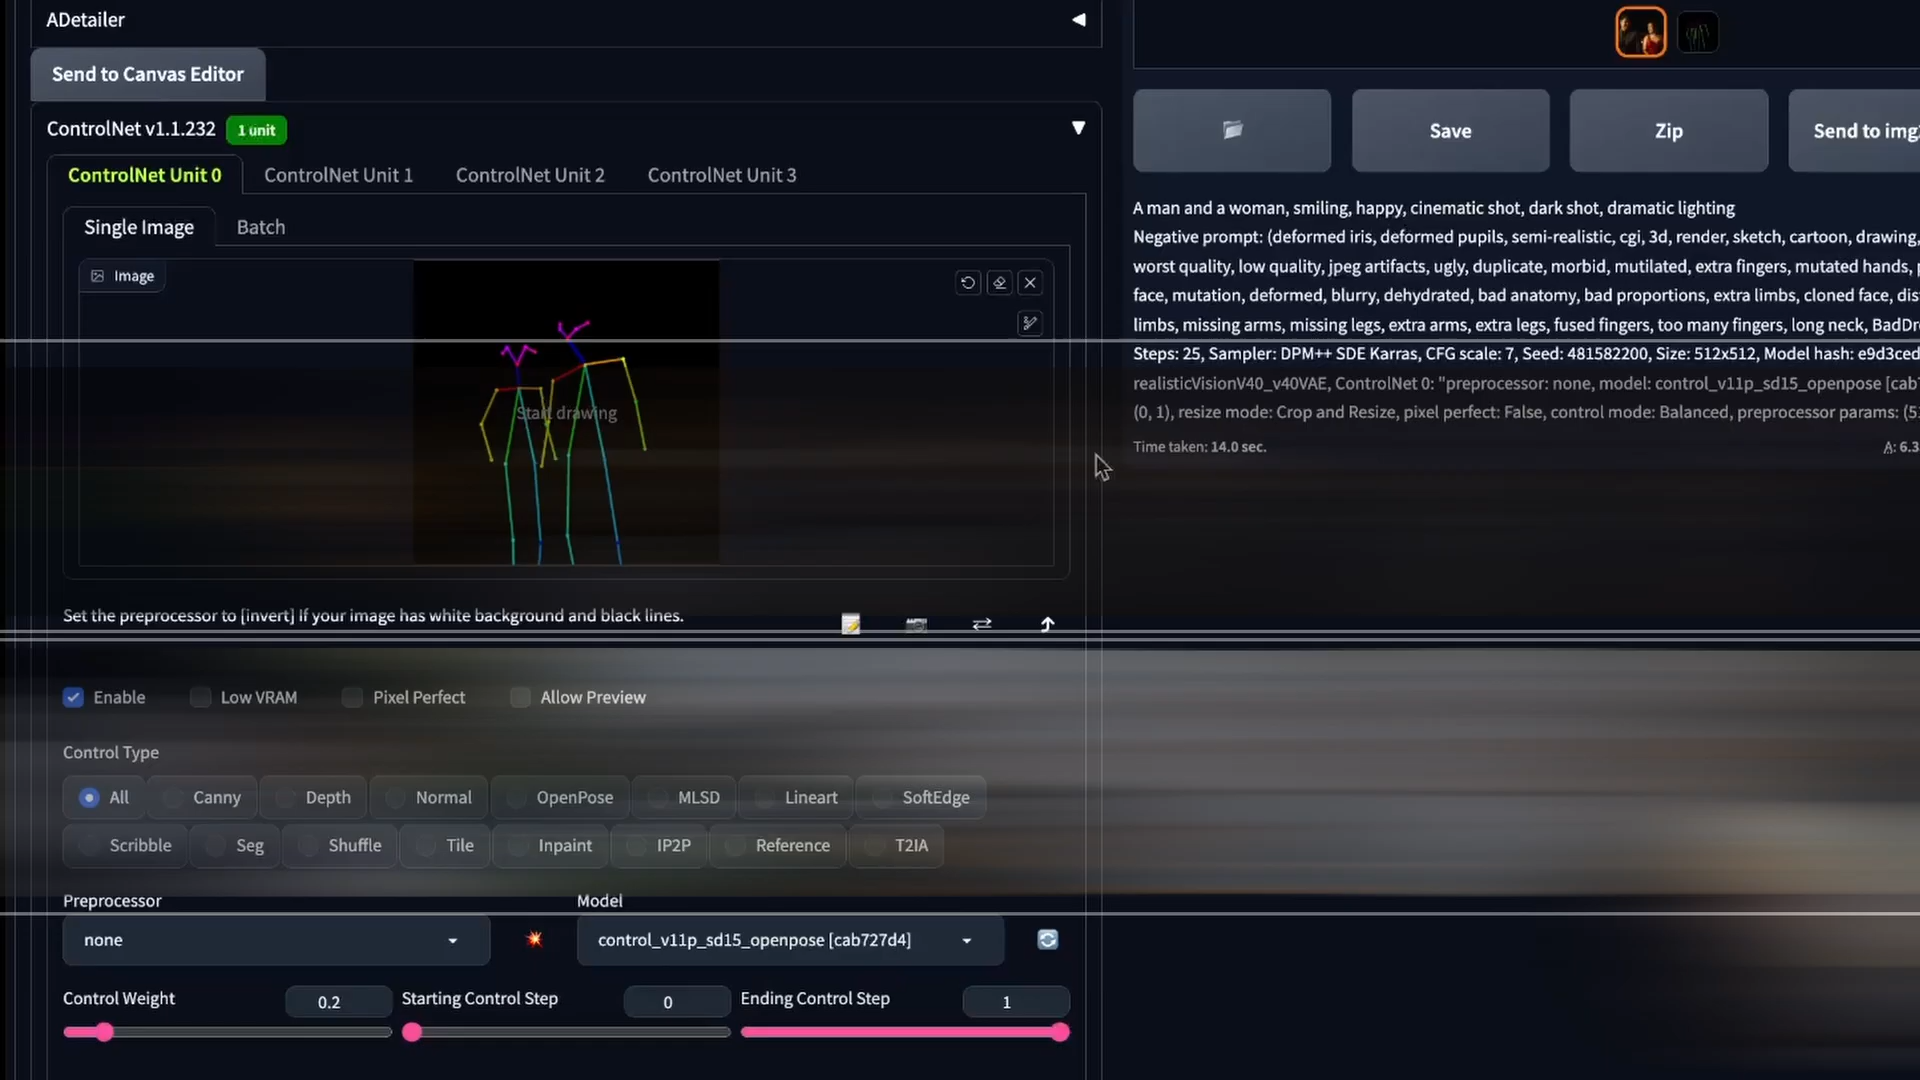 ADetailer
Send to Canvas Editor
ControlNet v1.1.232 1 unit
ControlNet Unit 0 ControlNet Unit 1 ControlNet Unit 2 ControlNet Unit 3
Single Image Batch
Image
Start drawing
Set the preprocessor to [invert] If your image has white background and black lines.
Enable Low VRAM Pixel Perfect Allow Preview
Control Type
All Canny Depth Normal OpenPose MLSD Lineart SoftEdge
Scribble Seg Shuffle Tile Inpaint IP2P Reference T2IA
Preprocessor Model
none control_v11p_sd15_openpose [cab727d4]
Control Weight 0.2 Starting Control Step 0 Ending Control Step 1
Save Zip Send to
A man and a woman, smiling, happy, cinematic shot, dark shot, dramatic lighting
Negative prompt: (deformed iris, deformed pupils, semi-realistic, cgi, 3d, render, sketch, cartoon, drawing,
worst quality, low quality, jpeg artifacts, ugly, duplicate, morbid, mutilated, extra fingers, mutated hands,
face, mutation, deformed, blurry, dehydrated, bad anatomy, bad proportions, extra limbs, cloned face,
limbs, missing arms, missing legs, extra arms, extra legs, fused fingers, too many fingers, long neck,
Steps: 25, Sampler: DPM++ SDE Karras, CFG scale: 7, Seed: 481582200, Size: 512x512, Model hash: e9d3ced
realisticVisionV40_v40VAE, ControlNet 0: "preprocessor: none, model: control_v11p_sd15_openpose [cab7
(0, 1), resize mode: Crop and Resize, pixel perfect: False, control mode: Balanced, preprocessor params:
Time taken: 14.0 sec. A: 6.3